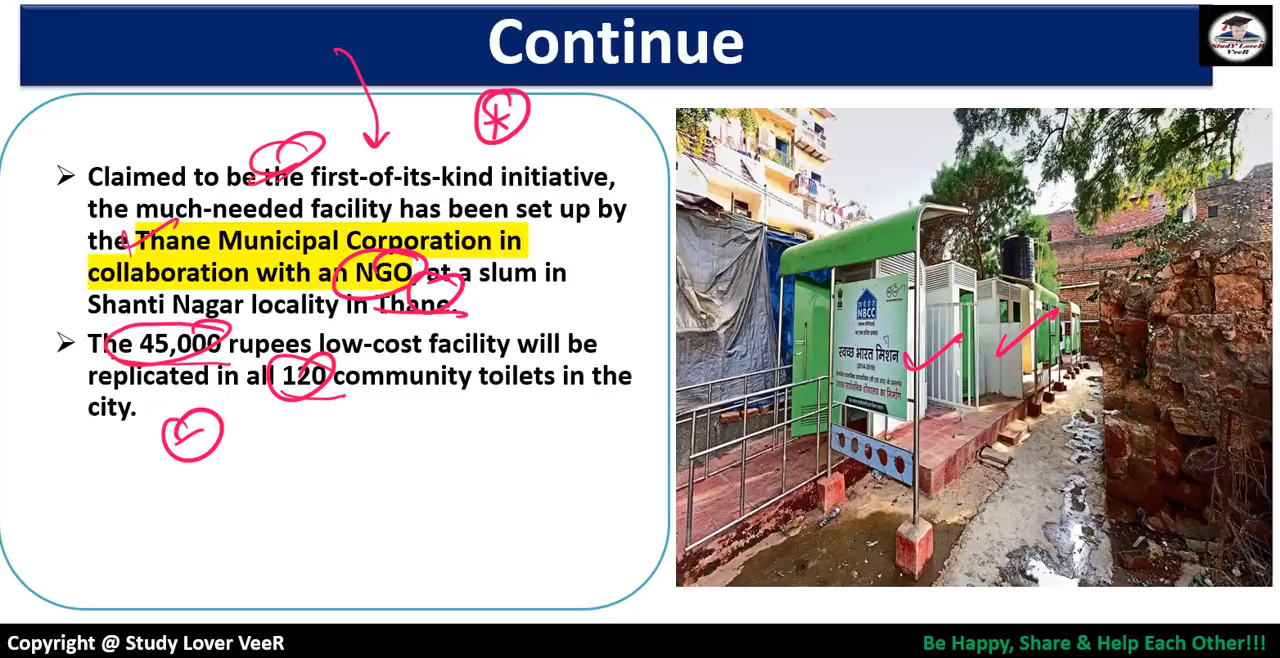 Continue
StudY LoveR
VeeR
➢ Claimed to be the first-of-its-kind initiative,
the much-needed facility has been set up by
the Thane Municipal Corporation in
collaboration with an NGO, at a slum in
Shanti Nagar locality in Thane.
➢ The 45,000 rupees low-cost facility will be
replicated in all 120 community toilets in the
city.
NBCC
स्वच्छ भारत मिशन
(2014-2019)
Copyright @ Study Lover VeeR
Be Happy, Share & Help Each Other!!!